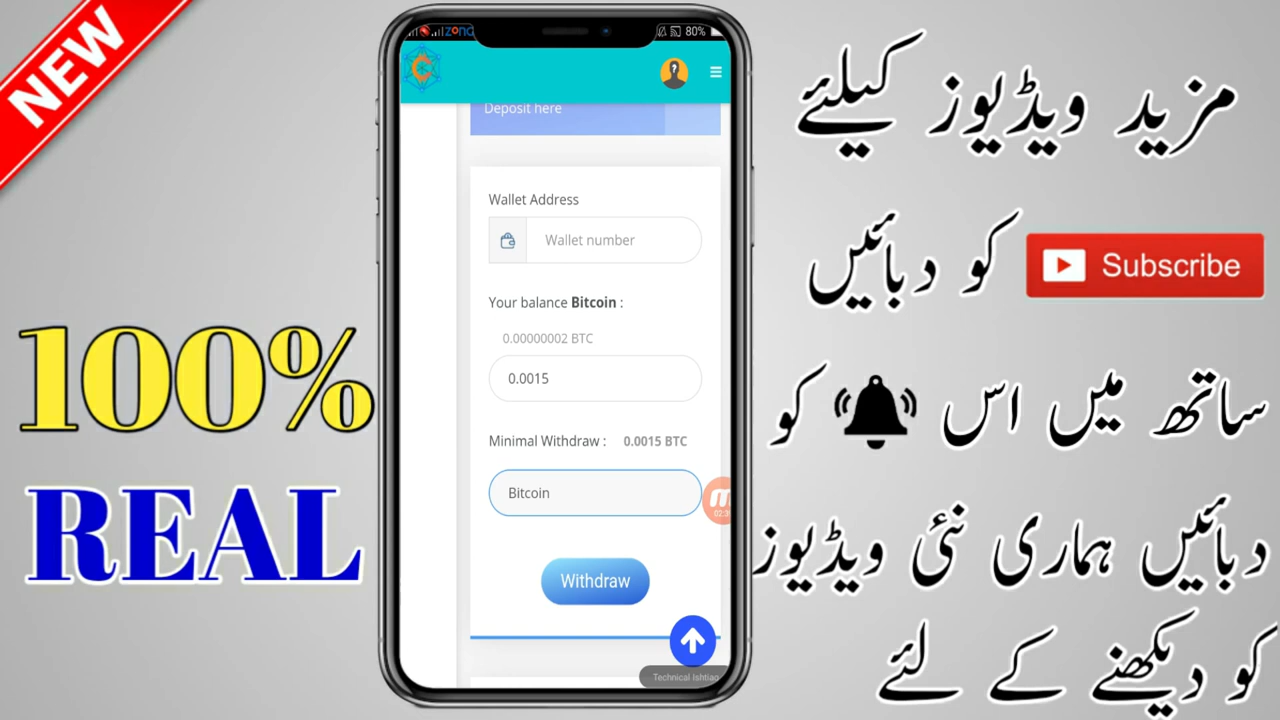 NEW
100%
REAL
zong
80%
Deposit here
Wallet Address
Wallet number
Your balance Bitcoin :
0.00000002 BTC
0.0015
Minimal Withdraw : 0.0015 BTC
Bitcoin
Withdraw
Technical Ishtiaq
مزید ویڈیوز کیلئے
Subscribe کو دبائیں
ساتھ میں اس کو
دبائیں ہماری نئی ویڈیوز
کو دیکھنے کے لئے